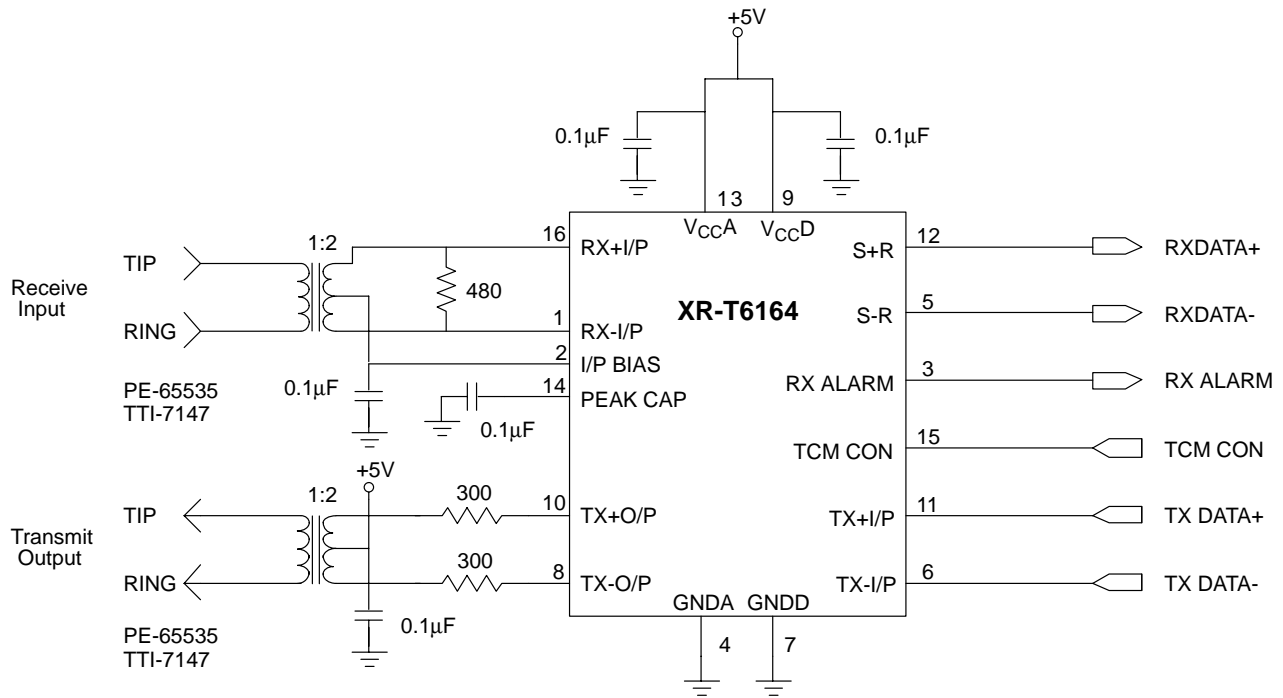 +5V
0.1μF
0.1μF
13
9
VCCA
VCCD
1:2
16
RX+I/P
S+R
12
RXDATA+
TIP
Receive
Input
480
XR-T6164
RING
1
RX-I/P
S-R
5
RXDATA-
2
I/P BIAS
PE-65535
TTI-7147
0.1μF
14
PEAK CAP
0.1μF
RX ALARM
3
RX ALARM
TCM CON
15
TCM CON
+5V
1:2
300
TIP
10
TX+O/P
TX+I/P
11
TX DATA+
Transmit
Output
300
RING
8
TX-O/P
TX-I/P
6
TX DATA-
GNDA
GNDD
0.1μF
4
7
PE-65535
TTI-7147